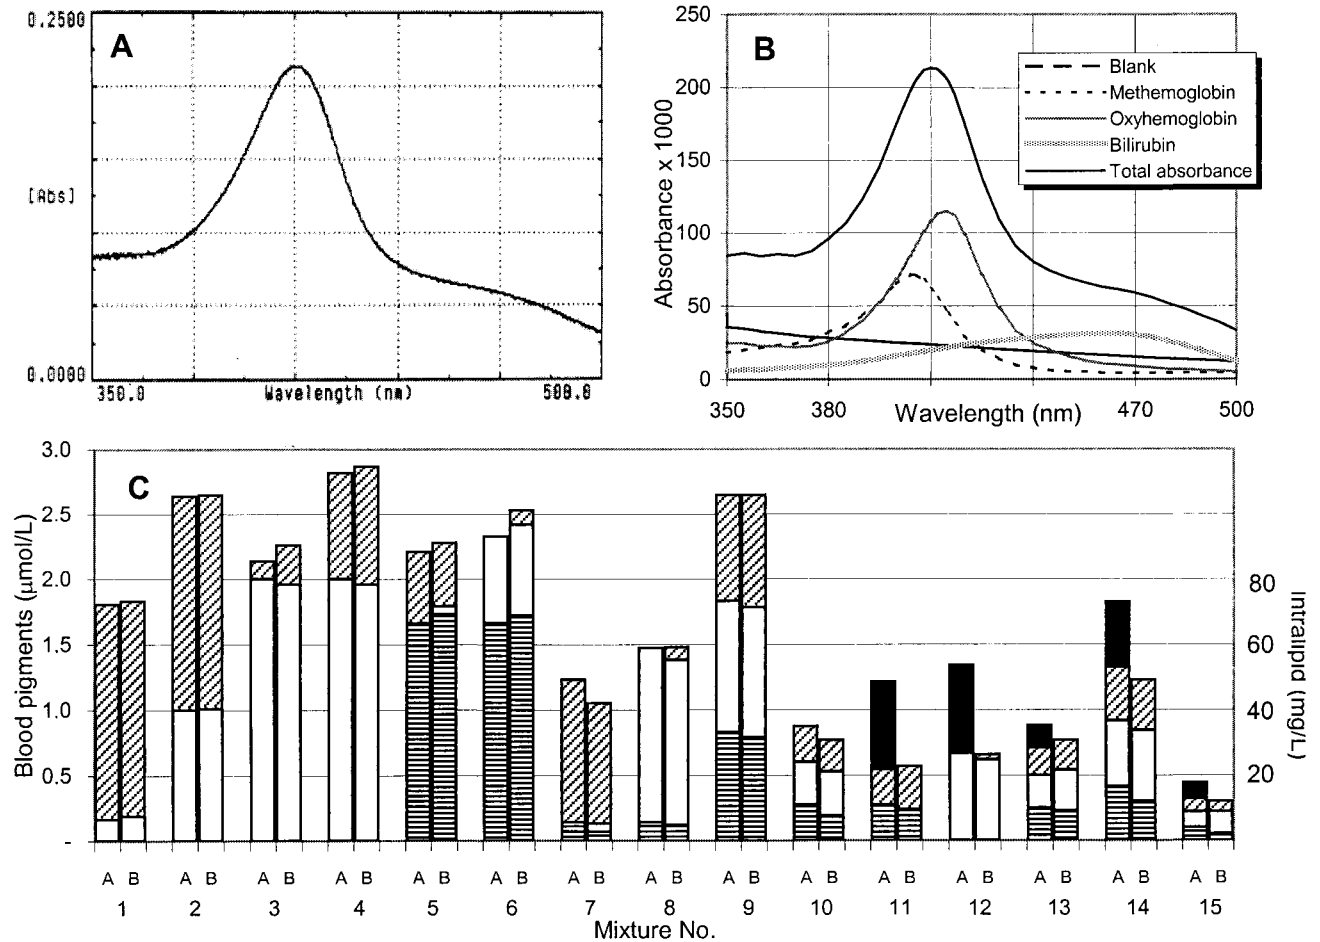 0.2500
A
[Abs]
0.0000
350.0
Wavelength (nm)
500.0
B
250
200
150
100
50
0
Absorbance x 1000
350
380
Wavelength (nm)
470
500
Blank
Methemoglobin
Oxyhemoglobin
Bilirubin
Total absorbance
C
3.0
2.5
2.0
1.5
1.0
0.5
-
Blood pigments (µmol/L)
80
60
40
20
Intralipid (mg/L)
A B A B A B A B A B A B A B A B A B A B A B A B A B A B A B
1 2 3 4 5 6 7 8 9 10 11 12 13 14 15
Mixture No.